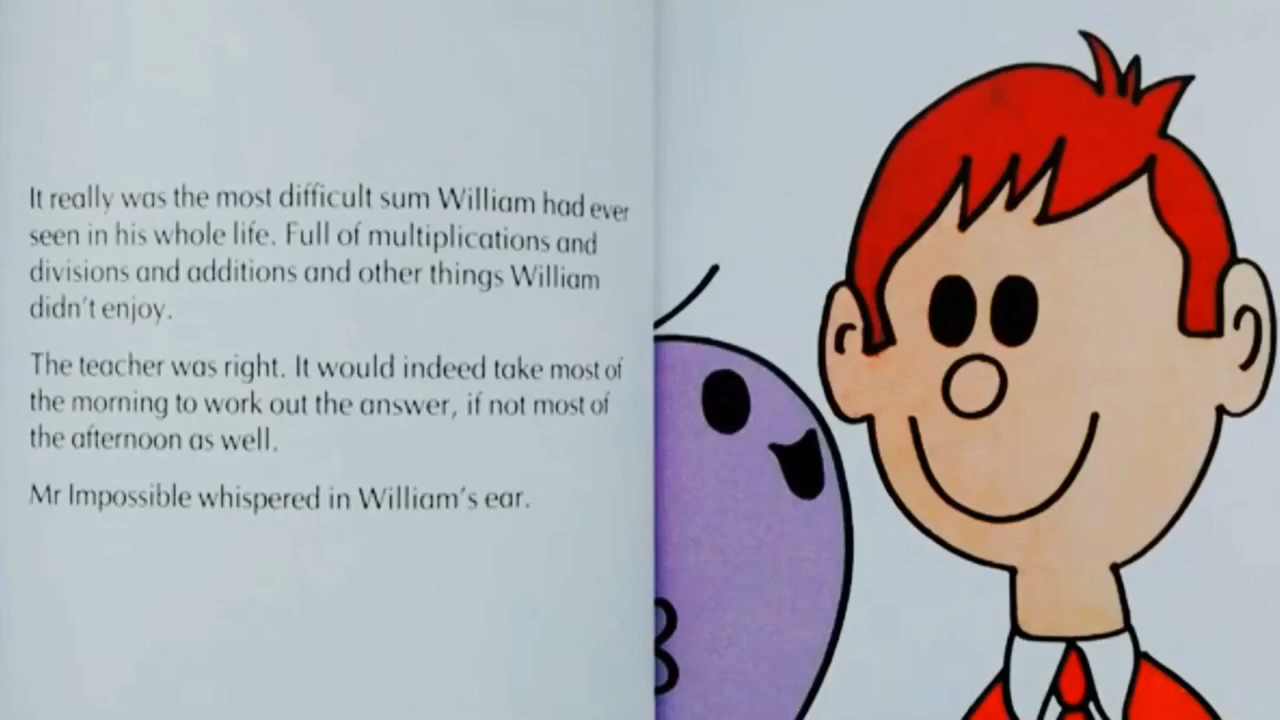 It really was the most difficult sum William had ever
seen in his whole life. Full of multiplications and
divisions and additions and other things William
didn't enjoy.
The teacher was right. It would indeed take most of
the morning to work out the answer, if not most of
the afternoon as well.
Mr Impossible whispered in William's ear.